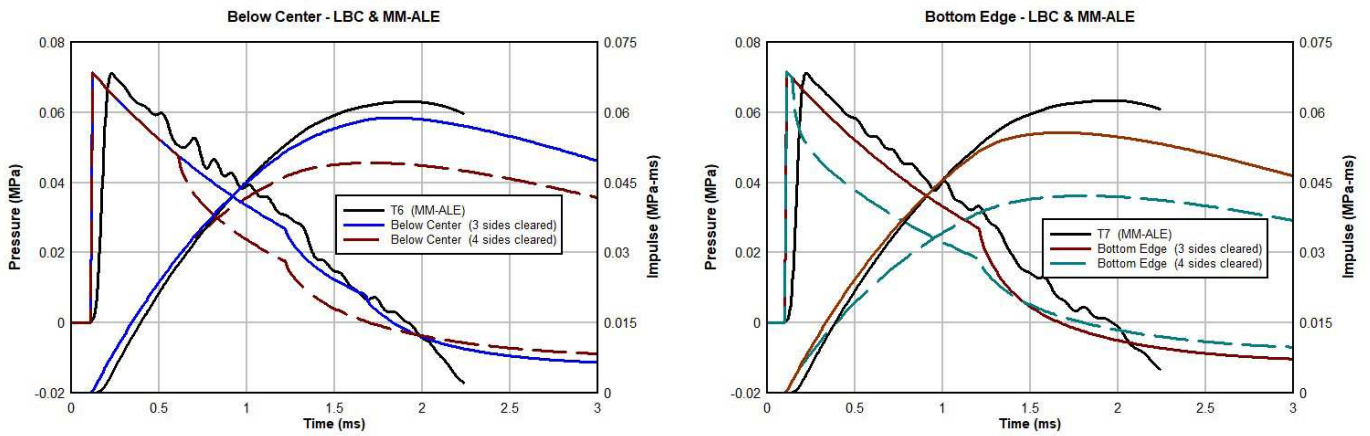 Below Center - LBC & MM-ALE
0.08
0.06
0.04
0.02
0
-0.02
Pressure (MPa)
0.075
0.06
0.045
0.03
0.015
0
Impulse (MPa-ms)
T6 (MM-ALE)
Below Center (3 sides cleared)
Below Center (4 sides cleared)
0
0.5
1
1.5
2
2.5
3
Time (ms)
Bottom Edge - LBC & MM-ALE
0.08
0.06
0.04
0.02
0
-0.02
Pressure (MPa)
0.075
0.06
0.045
0.03
0.015
0
Impulse (MPa-ms)
T7 (MM-ALE)
Bottom Edge (3 sides cleared)
Bottom Edge (4 sides cleared)
0
0.5
1
1.5
2
2.5
3
Time (ms)